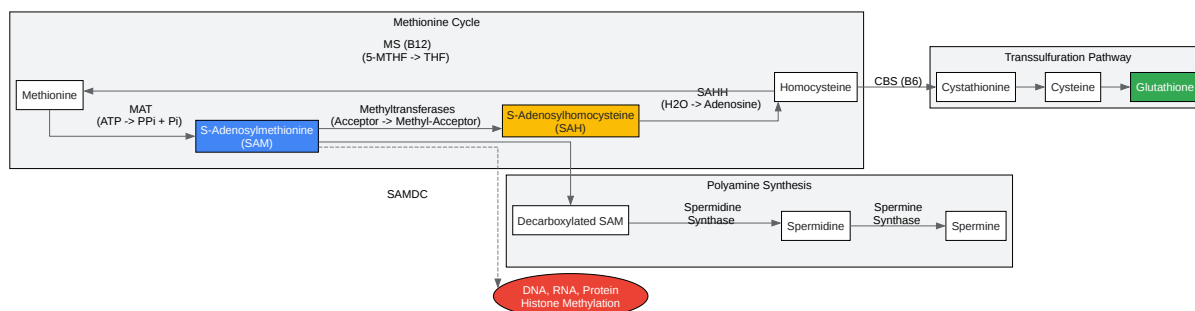 Methionine Cycle
MS (B12)
(5-MTHF -> THF)
Transsulfuration Pathway
Methionine
Homocysteine
CBS (B6)
Cystathionine
Cysteine
Glutathione
MAT
(ATP -> PPi + Pi)
Methyltransferases
(Acceptor -> Methyl-Acceptor)
SAHH
(H2O -> Adenosine)
S-Adenosylmethionine
(SAM)
S-Adenosylhomocysteine
(SAH)
SAMDC
Polyamine Synthesis
Decarboxylated SAM
Spermidine
Synthase
Spermidine
Spermine
Synthase
Spermine
DNA, RNA, Protein
Histone Methylation